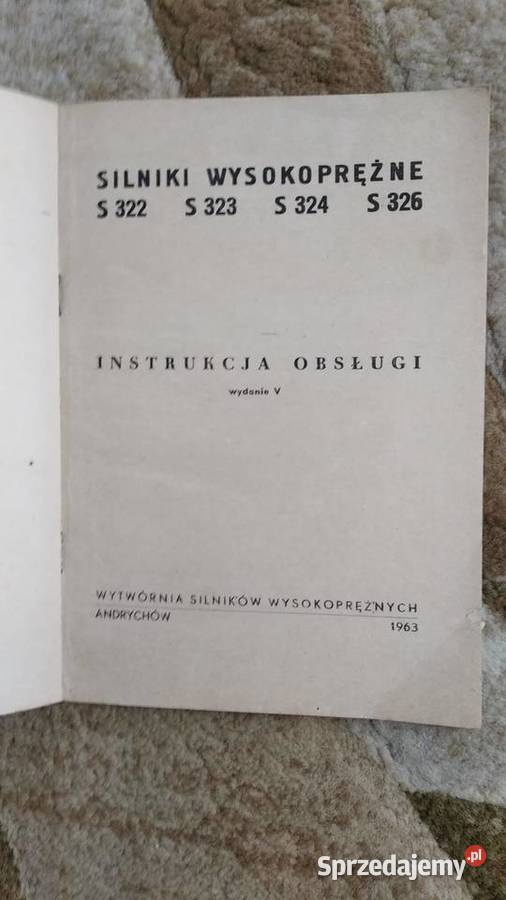 SILNIKI WYSOKOPRĘŻNE
S 322 S 323 S 324 S 326
INSTRUKCJA OBSŁUGI
wydanie V
WYTWÓRNIA SILNIKÓW WYSOKOPRĘŻNYCH
ANDRYCHÓW 1963
Sprzedajemy.pl